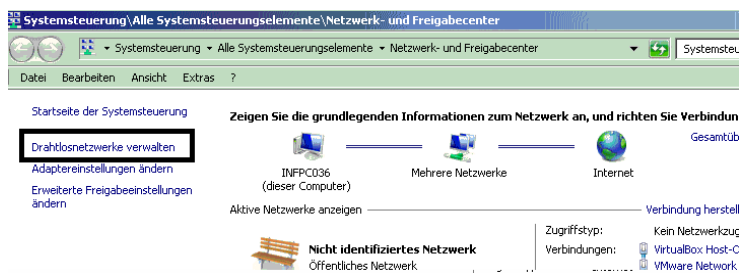 Systemsteuerung\Alle Systemsteuerungselemente\Netzwerk- und Freigabecenter
Systemsteuerung Alle Systemsteuerungselemente Netzwerk- und Freigabecenter Systemsteu
Datei Bearbeiten Ansicht Extras ?
Startseite der Systemsteuerung
Drahtlosnetzwerke verwalten
Adaptereinstellungen ändern
Erweiterte Freigabeeinstellungen
ändern
Zeigen Sie die grundlegenden Informationen zum Netzwerk an, und richten Sie Verbindun
Gesamtüb
INFPC036 Mehrere Netzwerke Internet
(dieser Computer)
Aktive Netzwerke anzeigen Verbindung herstell
Nicht identifiziertes Netzwerk
Öffentliches Netzwerk
Zugriffstyp: Kein Netzwerkzug
Verbindungen: VirtualBox Host-O
VMware Network